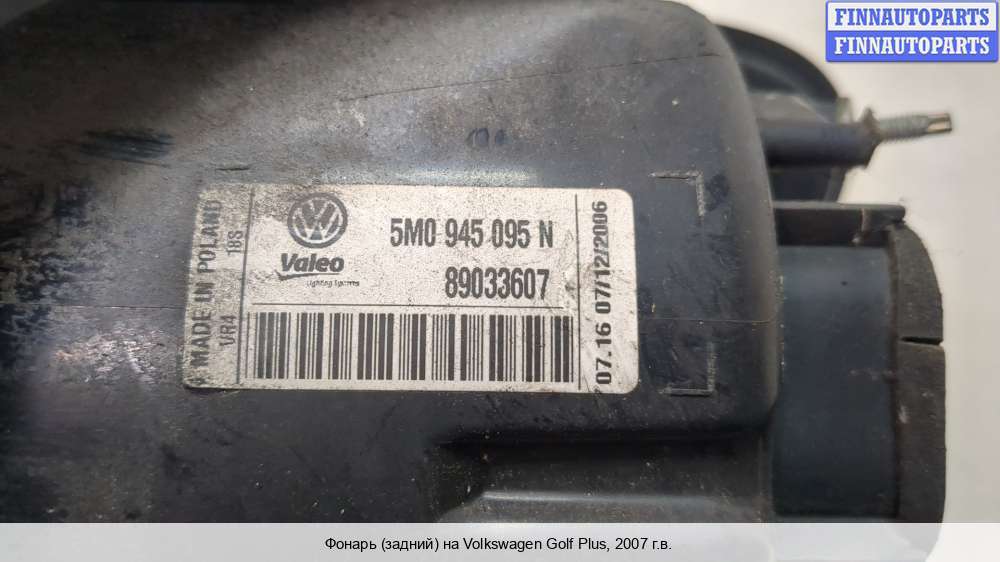 FINNAUTOPARTS
FINNAUTOPARTS
MADE IN POLAND
VR4 18S
VW
Valeo
Lighting Systems
5M0 945 095 N
89033607
07.16 07/12/2006
Фонарь (задний) на Volkswagen Golf Plus, 2007 г.в.